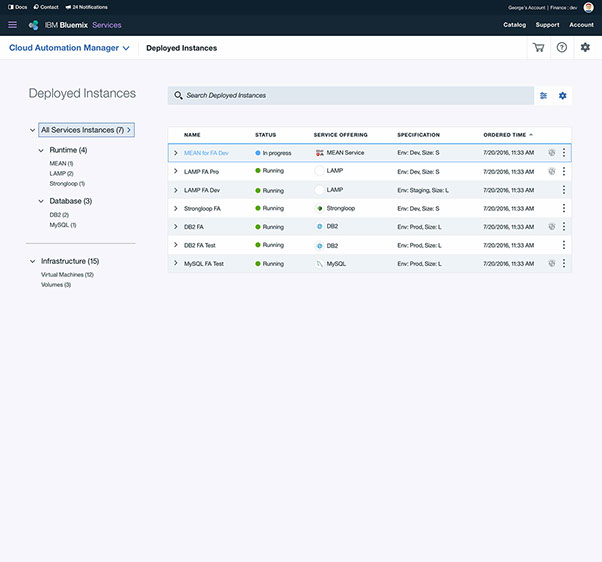 Docs Contact 24 Notifications George's Account | Finance : dev
IBM Bluemix Services Catalog Support Account
Cloud Automation Manager Deployed Instances
Deployed Instances
Search Deployed Instances
All Services Instances (7)
Runtime (4)
MEAN (1)
LAMP (2)
Strongloop (1)
Database (3)
DB2 (2)
MySQL (1)
Infrastructure (15)
Virtual Machines (12)
Volumes (3)
NAME STATUS SERVICE OFFERING SPECIFICATION ORDERED TIME
MEAN for FA Dev In progress MEAN Service Env: Dev, Size: S 7/20/2016, 11:33 AM
LAMP FA Pro Running LAMP Env: Dev, Size: S 7/20/2016, 11:33 AM
LAMP FA Dev Running LAMP Env: Staging, Size: L 7/20/2016, 11:33 AM
Strongloop FA Running Strongloop Env: Dev, Size: S 7/20/2016, 11:33 AM
DB2 FA Running DB2 Env: Prod, Size: L 7/20/2016, 11:33 AM
DB2 FA Test Running DB2 Env: Prod, Size: L 7/20/2016, 11:33 AM
MySQL FA Test Running MySQL Env: Prod, Size: L 7/20/2016, 11:33 AM